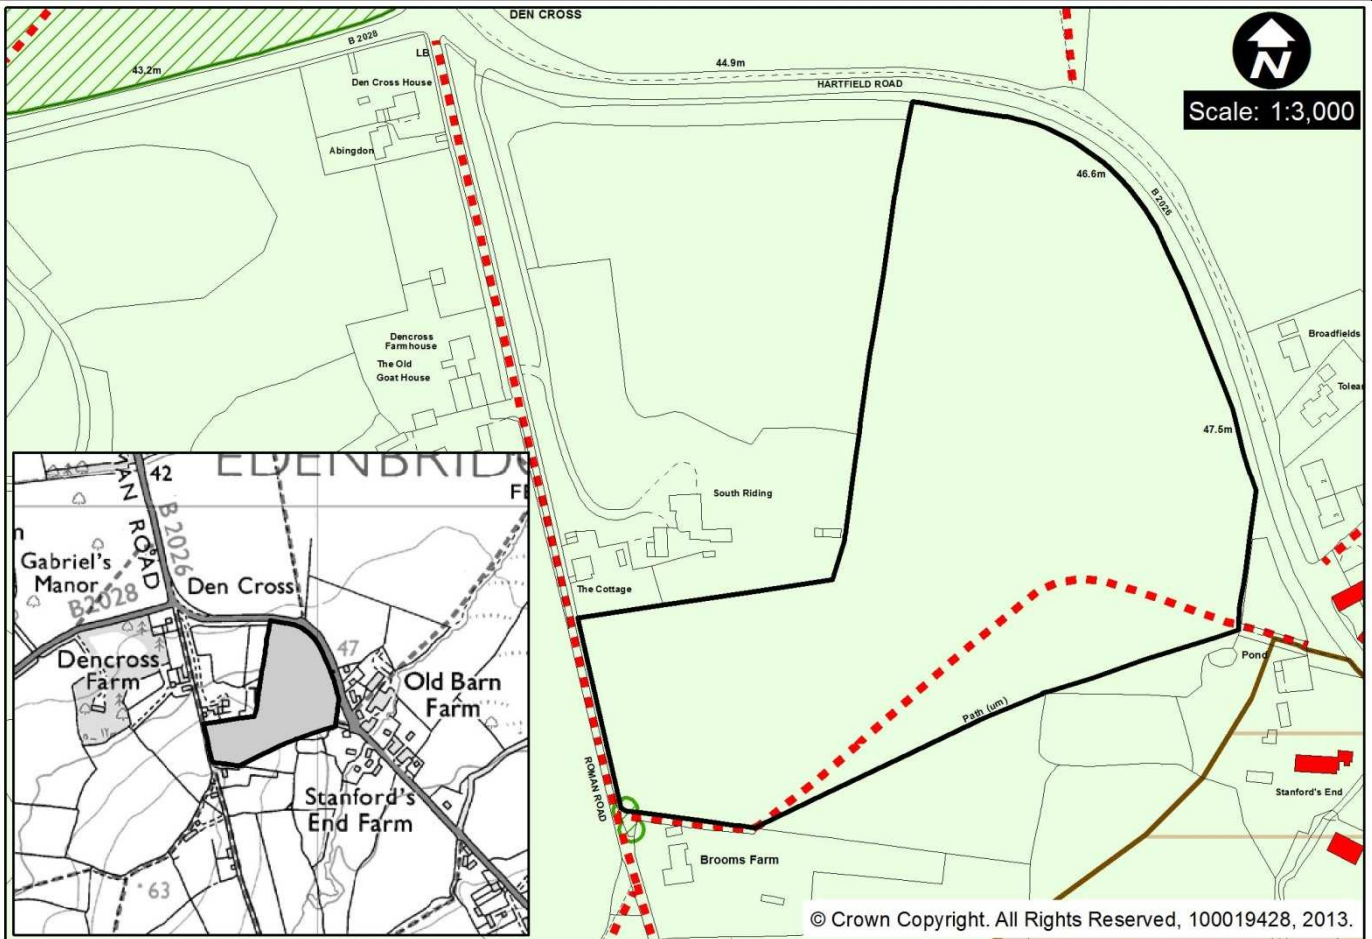 DEN CROSS
B 2028
LB
43.2m
44.9m
Den Cross House
HARTFIELD ROAD
N
Scale: 1:3,000
Abingdon
46.6m
B 2026
Dencross
Farmhouse
The Old
Goat House
Broadfields
47.5m
South Riding
The Cottage
Pond
Path (um)
ROMAN ROAD
Stanford's End
Brooms Farm
2
3
EDENBRID
42
ROAD
B 2026
Gabriel's
Manor
B2028
Den Cross
47
Dencross
Farm
Old Barn
Farm
Stanford's
End Farm
63
© Crown Copyright. All Rights Reserved, 100019428, 2013.